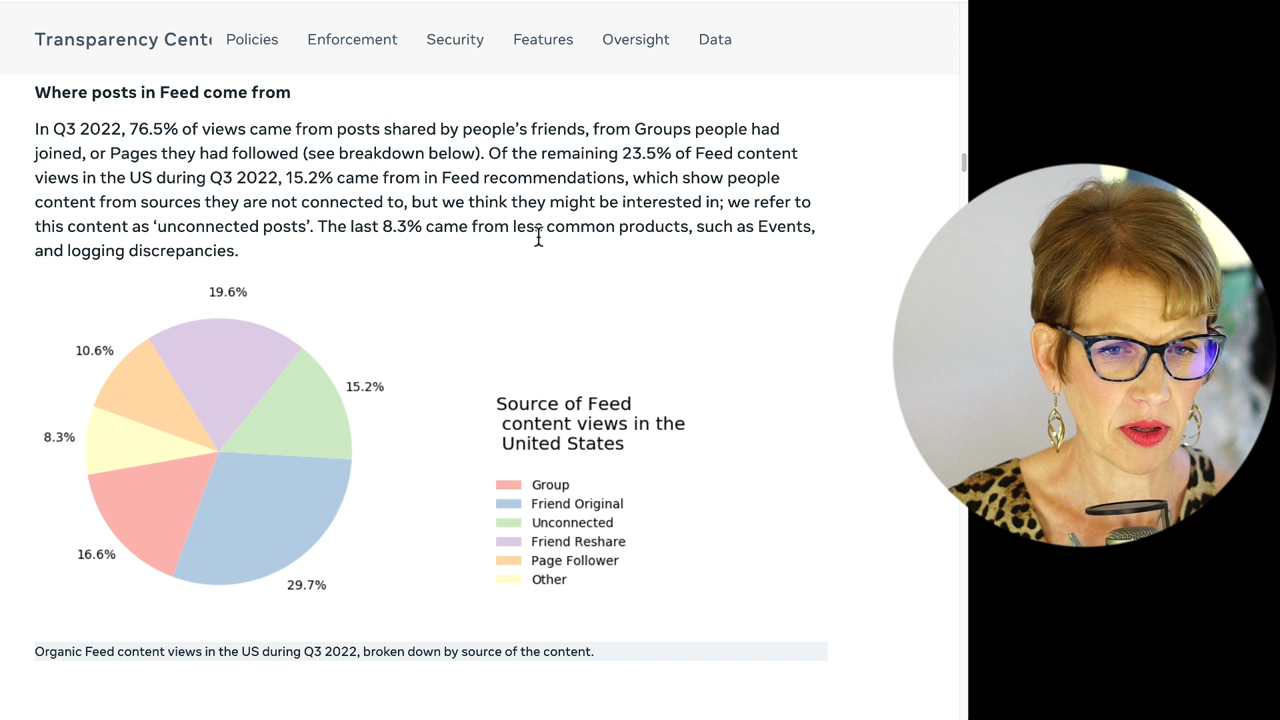 Transparency Cent
Policies
Enforcement
Security
Features
Oversight
Data
Where posts in Feed come from
In Q3 2022, 76.5% of views came from posts shared by people’s friends, from Groups people had
joined, or Pages they had followed (see breakdown below). Of the remaining 23.5% of Feed content
views in the US during Q3 2022, 15.2% came from in Feed recommendations, which show people
content from sources they are not connected to, but we think they might be interested in; we refer to
this content as ‘unconnected posts’. The last 8.3% came from less common products, such as Events,
and logging discrepancies.
19.6%
10.6%
15.2%
8.3%
16.6%
29.7%
Source of Feed
content views in the
United States
Group
Friend Original
Unconnected
Friend Reshare
Page Follower
Other
Organic Feed content views in the US during Q3 2022, broken down by source of the content.